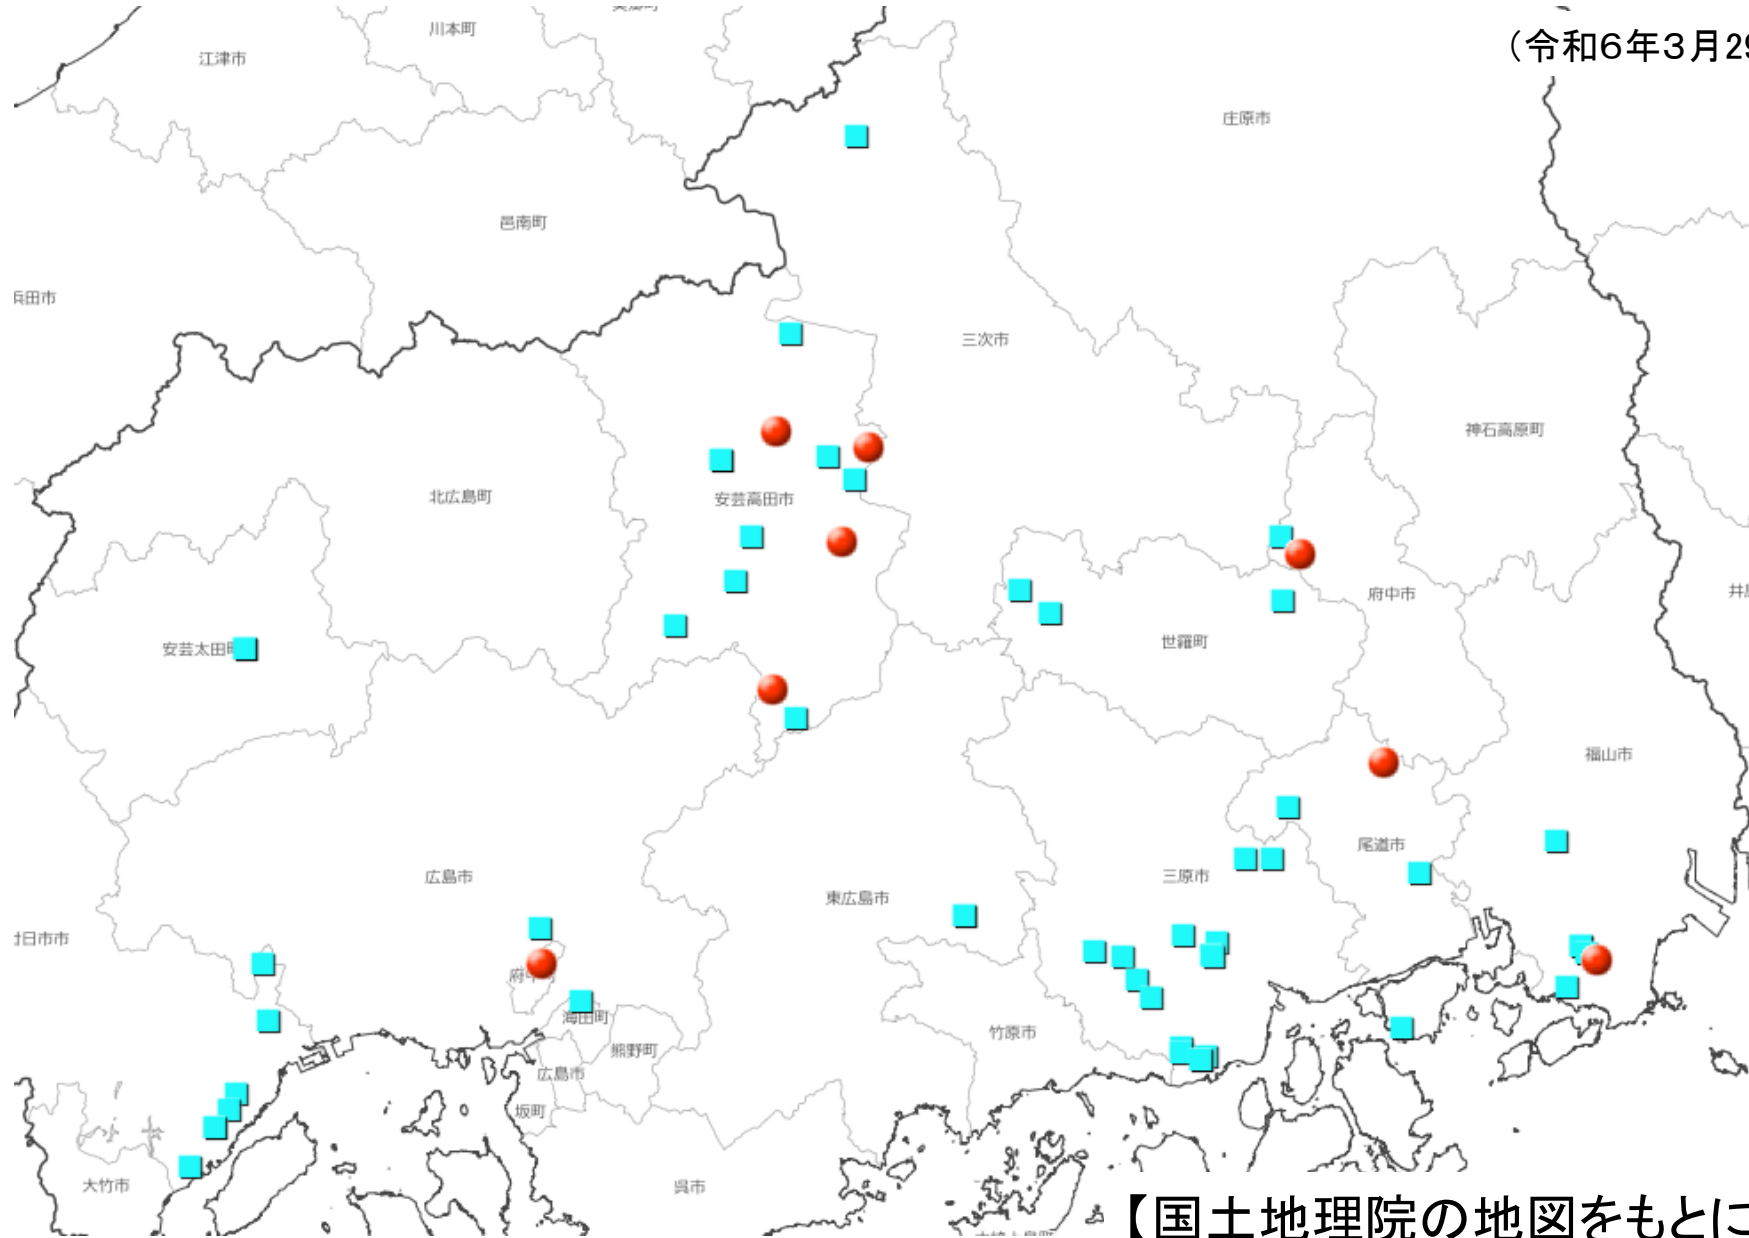 川本町
江津市
（令和６年３月29
庄原市
邑南町
浜田市
三次市
神石高原町
北広島町
安芸高田市
府中市
世羅町
安芸太田町
福山市
尾道市
広島市
三原市
東広島市
廿日市市
府中町
海田町
竹原市
熊野町
広島市
坂町
大竹市
呉市
【国土地理院の地図をもとに